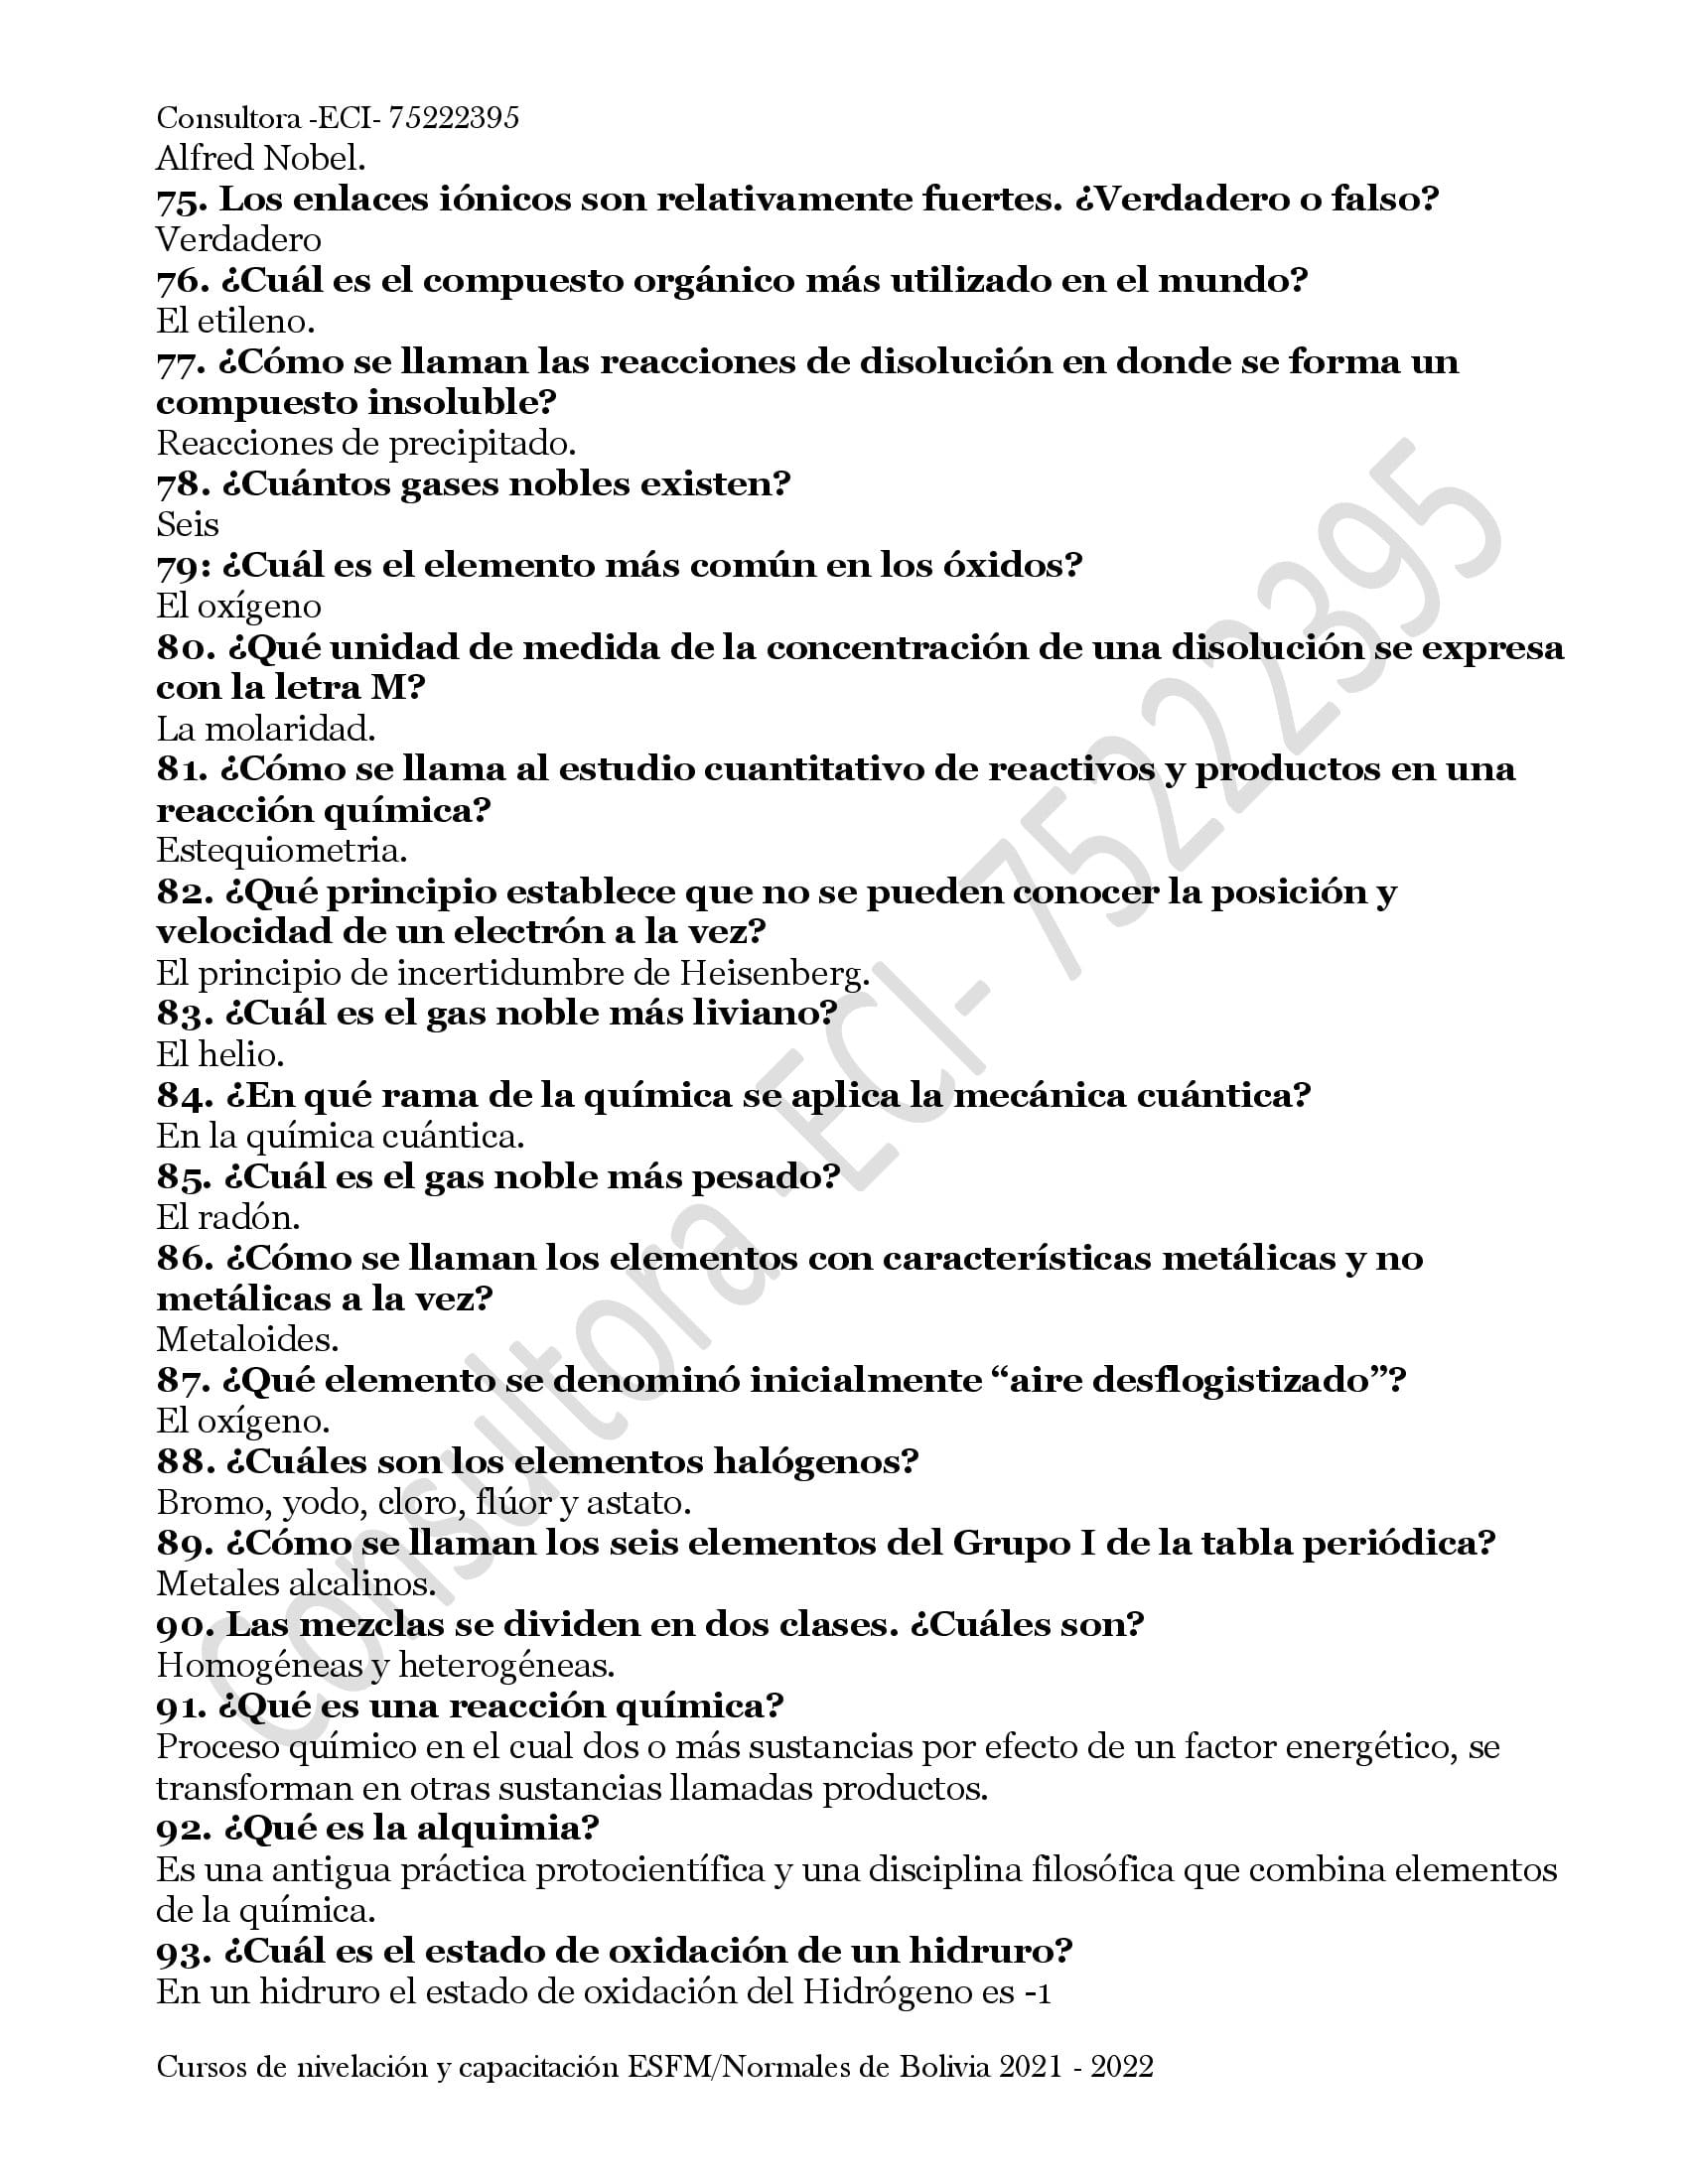 Consultora -ECI- 75222395
Alfred Nobel.
75. Los enlaces iónicos son relativamente fuertes. ¿Verdadero o falso?
Verdadero
76. ¿Cuál es el compuesto orgánico más utilizado en el mundo?
El etileno.
77. ¿Cómo se llaman las reacciones de disolución en donde se forma un
compuesto insoluble?
Reacciones de precipitado.
78. ¿Cuántos gases nobles existen?
Seis
79: ¿Cuál es el elemento más común en los óxidos?
El oxígeno
80. ¿Qué unidad de medida de la concentración de una disolución se expresa
con la letra M?
La molaridad.
81. ¿Cómo se llama al estudio cuantitativo de reactivos y productos en una
reacción química?
Estequiometria.
82. ¿Qué principio establece que no se pueden conocer la posición y
velocidad de un electrón a la vez?
El principio de incertidumbre de Heisenberg.
83. ¿Cuál es el gas noble más liviano?
El helio.
84. ¿En qué rama de la química se aplica la mecánica cuántica?
En la química cuántica.
85. ¿Cuál es el gas noble más pesado?
El radón.
86. ¿Cómo se llaman los elementos con características metálicas y no
metálicas a la vez?
Metaloides.
87. ¿Qué elemento se denominó inicialmente “aire desflogistizado”?
El oxígeno.
88. ¿Cuáles son los elementos halógenos?
Bromo, yodo, cloro, flúor y astato.
89. ¿Cómo se llaman los seis elementos del Grupo I de la tabla periódica?
Metales alcalinos.
90. Las mezclas se dividen en dos clases. ¿Cuáles son?
Homogéneas y heterogéneas.
91. ¿Qué es una reacción química?
Proceso químico en el cual dos o más sustancias por efecto de un factor energético, se
transforman en otras sustancias llamadas productos.
92. ¿Qué es la alquimia?
Es una antigua práctica protocientífica y una disciplina filosófica que combina elementos
de la química.
93. ¿Cuál es el estado de oxidación de un hidruro?
En un hidruro el estado de oxidación del Hidrógeno es -1
Cursos de nivelación y capacitación ESFM/Normales de Bolivia 2021 - 2022
Consultora -ECI- 75222395